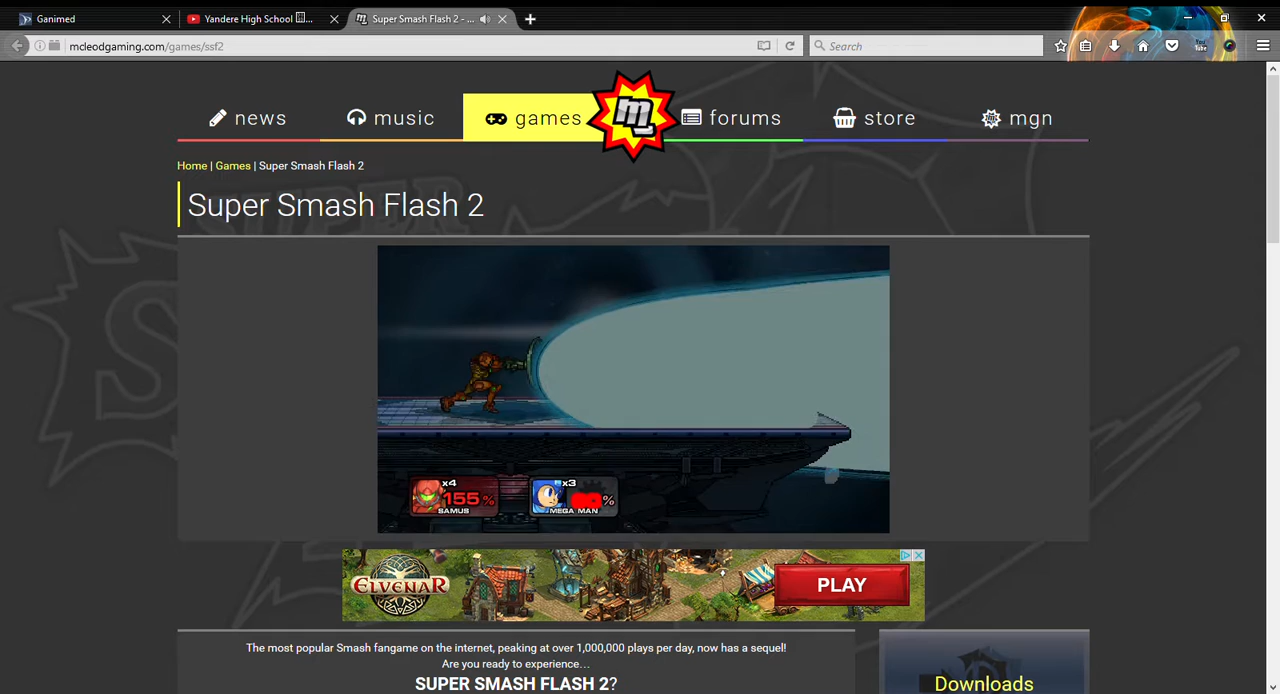 Ganimed
Yandere High School
Super Smash Flash 2 - ...
mcleodgaming.com/games/ssf2
Search
You Tube
news
music
games
m
forums
store
mgn
Home | Games | Super Smash Flash 2
Super Smash Flash 2
x4
155%
SAMUS
x3
%
MEGA MAN
ELVENAR
PLAY
The most popular Smash fangame on the internet, peaking at over 1,000,000 plays per day, now has a sequel!
Are you ready to experience...
SUPER SMASH FLASH 2?
Downloads